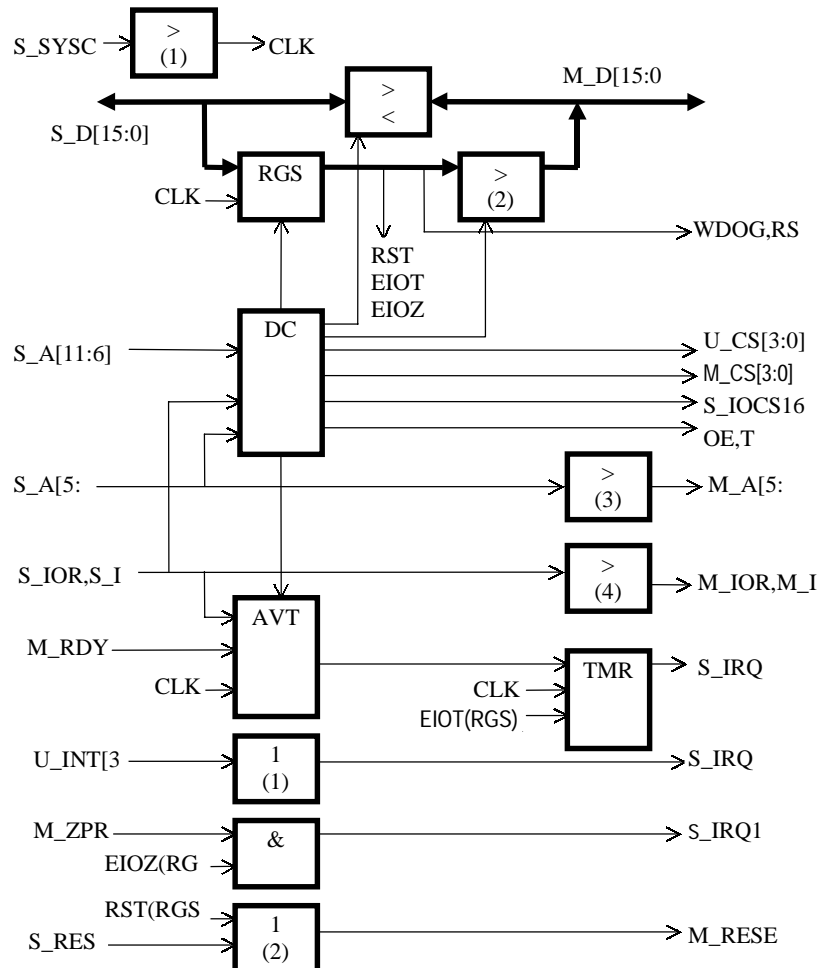 >
S_SYSC
(1)
CLK
>
<
M_D[15:0
S_D[15:0]
RGS
>
(2)
CLK
WDOG,RS
RST
EIOT
EIOZ
DC
S_A[11:6]
U_CS[3:0]
M_CS[3:0]
S_IOCS16
OE,T
S_A[5:
>
(3)
M_A[5:
S_IOR,S_I
>
(4)
M_IOR,M_I
AVT
M_RDY
CLK
TMR
CLK
EIOT(RGS)
S_IRQ
U_INT[3
1
(1)
S_IRQ
M_ZPR
&
S_IRQ1
EIOZ(RG
RST(RGS
S_RES
1
(2)
M_RESE